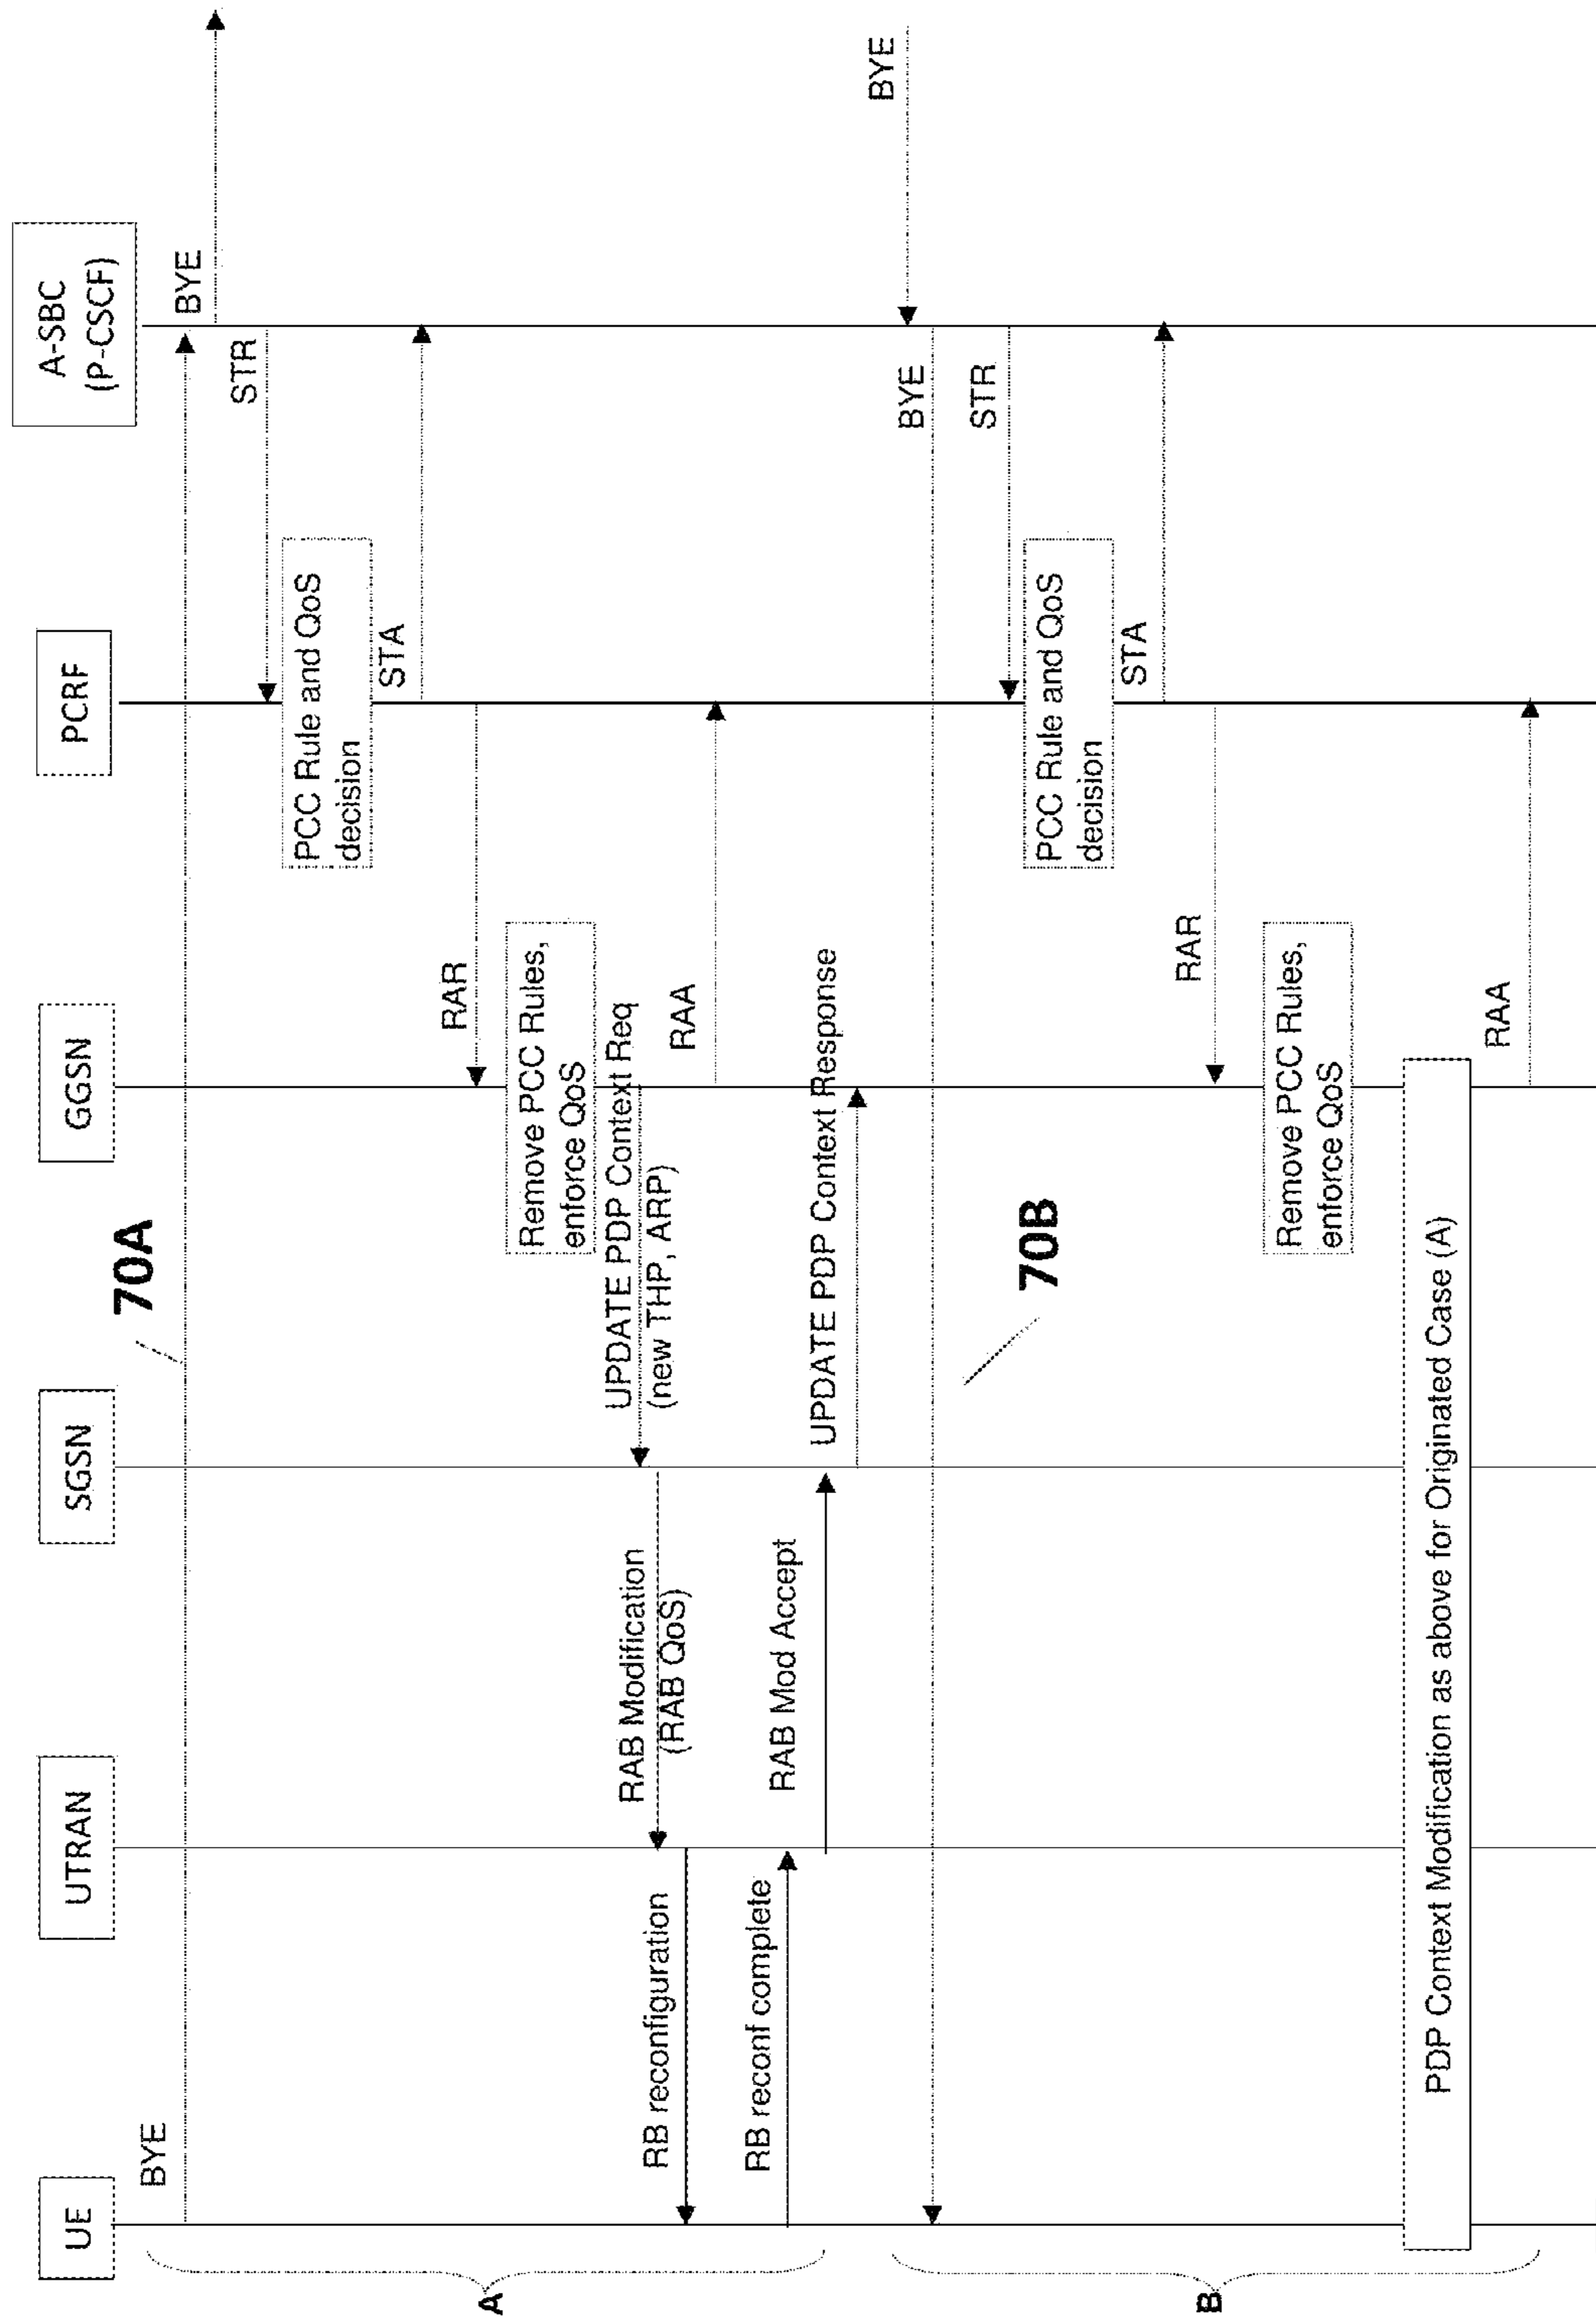 UE
UTRAN
SGSN
GGSN
PCRF
A-SBC
(P-CSCF)
A
BYE
70A
BYE
STR
PCC Rule and QoS
decision
STA
RAR
Remove PCC Rules,
enforce QoS
UPDATE PDP Context Req
(new THP, ARP)
RAB Modification
(RAB QoS)
RB reconfiguration
RAA
RB reconf complete
RAB Mod Accept
UPDATE PDP Context Response
B
BYE
BYE
70B
STR
PCC Rule and QoS
decision
STA
RAR
Remove PCC Rules,
enforce QoS
PDP Context Modification as above for Originated Case (A)
RAA